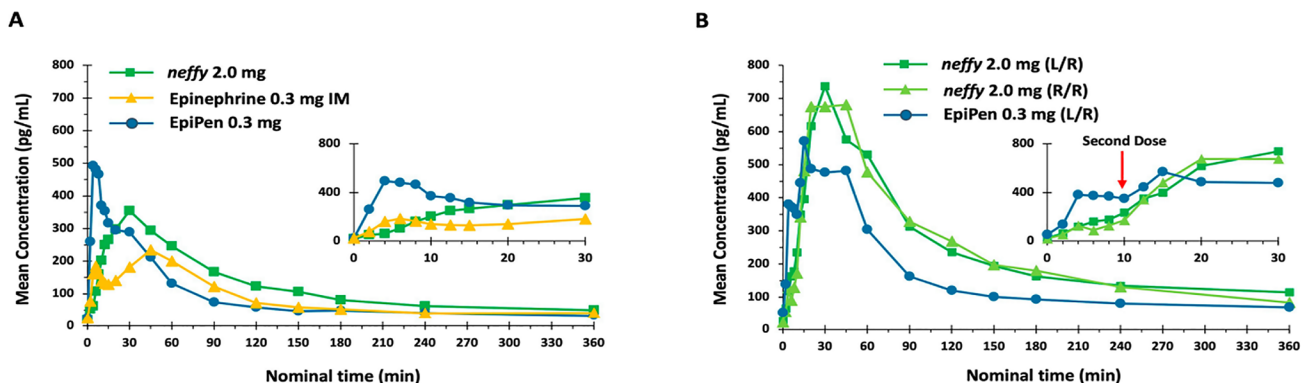 A
Mean Concentration (pg/mL)
800
700
600
500
400
300
200
100
0
neffy 2.0 mg
Epinephrine 0.3 mg IM
EpiPen 0.3 mg
800
400
0
0 10 20 30
0 30 60 90 120 150 180 210 240 270 300 330 360
Nominal time (min)
B
Mean Concentration (pg/mL)
800
700
600
500
400
300
200
100
0
neffy 2.0 mg (L/R)
neffy 2.0 mg (R/R)
EpiPen 0.3 mg (L/R)
Second Dose
800
400
0
0 10 20 30
0 30 60 90 120 150 180 210 240 270 300 330 360
Nominal time (min)